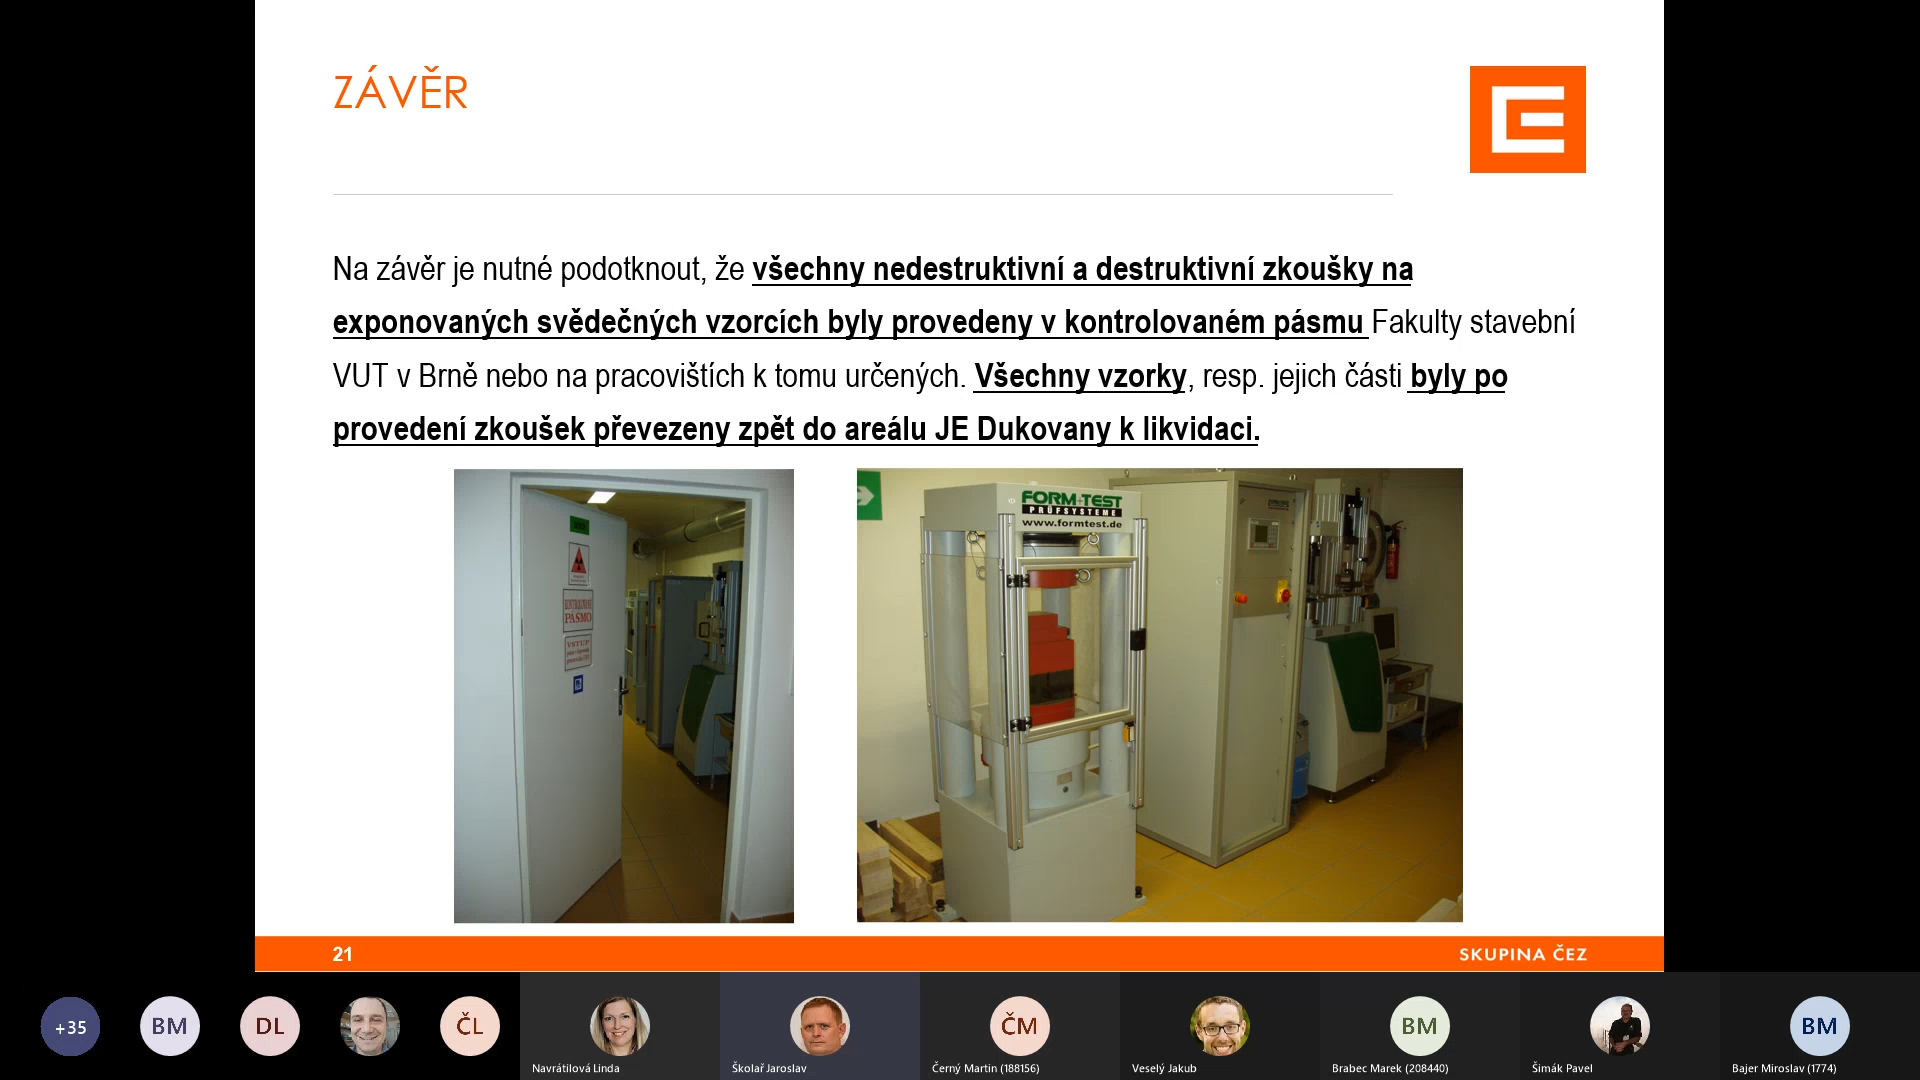 ZÁVĚR
Na závěr je nutné podotknout, že všechny nedestruktivní a destruktivní zkoušky na
exponovaných svědečných vzorcích byly provedeny v kontrolovaném pásmu Fakulty stavební
VUT v Brně nebo na pracovištích k tomu určených. Všechny vzorky, resp. jejich části byly po
provedení zkoušek převezeny zpět do areálu JE Dukovany k likvidaci.
KONTROLOVANÉ
PÁSMO
VSTUP
FORM+TEST
PRÜFSYSTEME
www.formtest.de
21
SKUPINA ČEZ
+35
BM
DL
ČL
Navrátilová Linda
Školař Jaroslav
ČM
Černý Martin (188156)
Veselý Jakub
BM
Brabec Marek (208440)
Šimák Pavel
BM
Bajer Miroslav (1774)